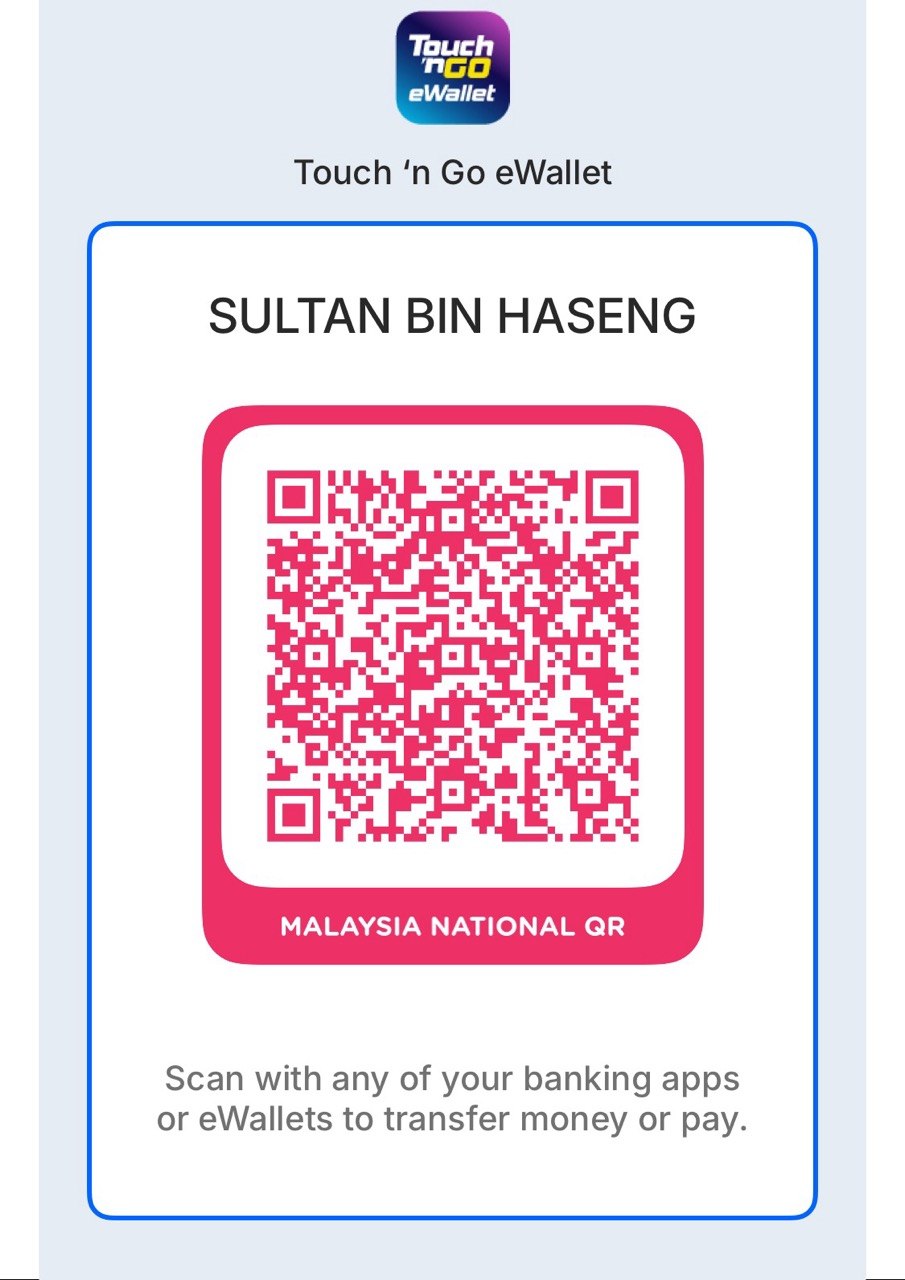 Touch
'n GO
eWallet
Touch ‘n Go eWallet
SULTAN BIN HASENG
MALAYSIA NATIONAL QR
Scan with any of your banking apps
or eWallets to transfer money or pay.